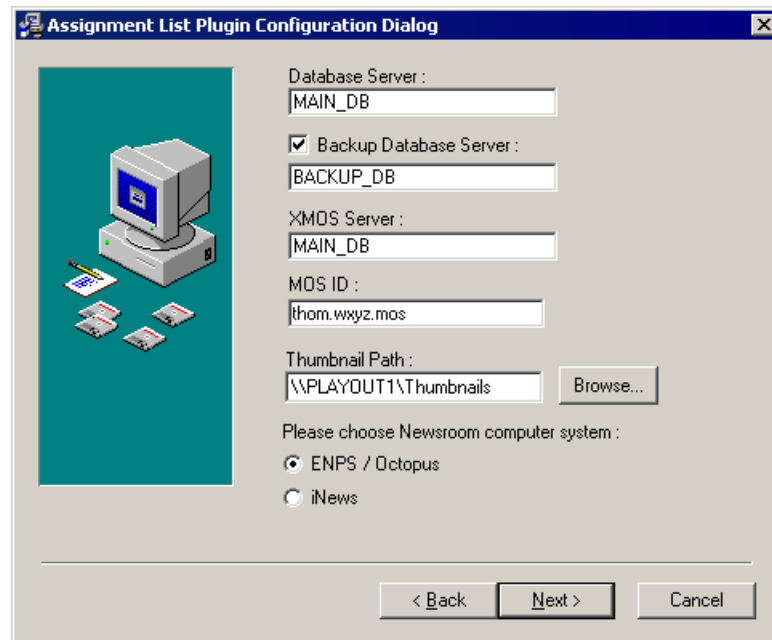 Assignment List Plugin Configuration Dialog
Database Server :
MAIN_DB
Backup Database Server :
BACKUP_DB
XMOS Server :
MAIN_DB
MOS ID :
thom.wxyz.mos
Thumbnail Path :
\\PLAYOUT1\Thumbnails
Browse...
Please choose Newsroom computer system :
ENPS / Octopus
iNews
< Back
Next >
Cancel